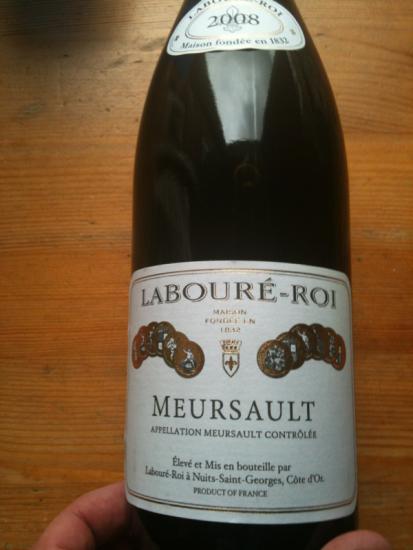 LABOURÉ-ROI
2008
Maison fondée en 1832
LABOURÉ-ROI
MAISON
FONDÉE EN
1832
MEURSAULT
APPELLATION MEURSAULT CONTRÔLÉE
Élevé et Mis en bouteille par
Labouré-Roi à Nuits-Saint-Georges, Côte d'Or.
PRODUCT OF FRANCE